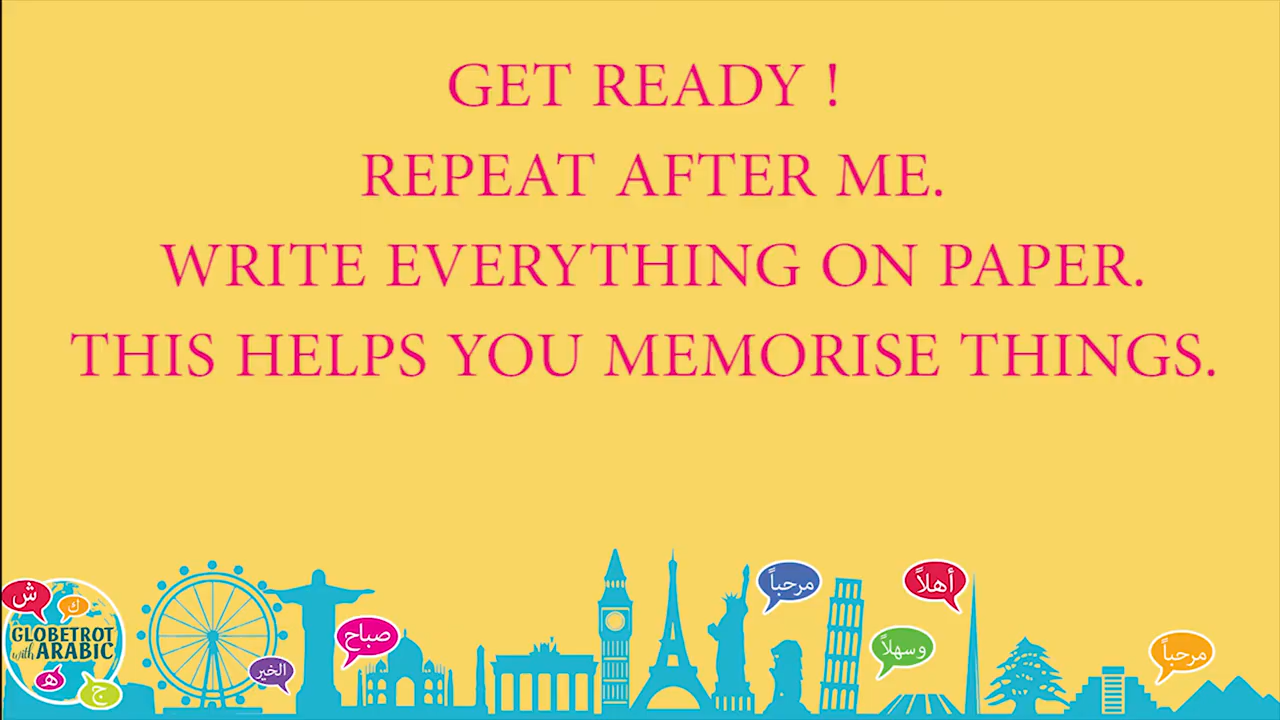 GET READY !
REPEAT AFTER ME.
WRITE EVERYTHING ON PAPER.
THIS HELPS YOU MEMORISE THINGS.
ش
ك
GLOBETROT
with ARABIC
ه
ج
الخير
صباح
مرحباً
أهلاً
وسهلاً
مرحباً